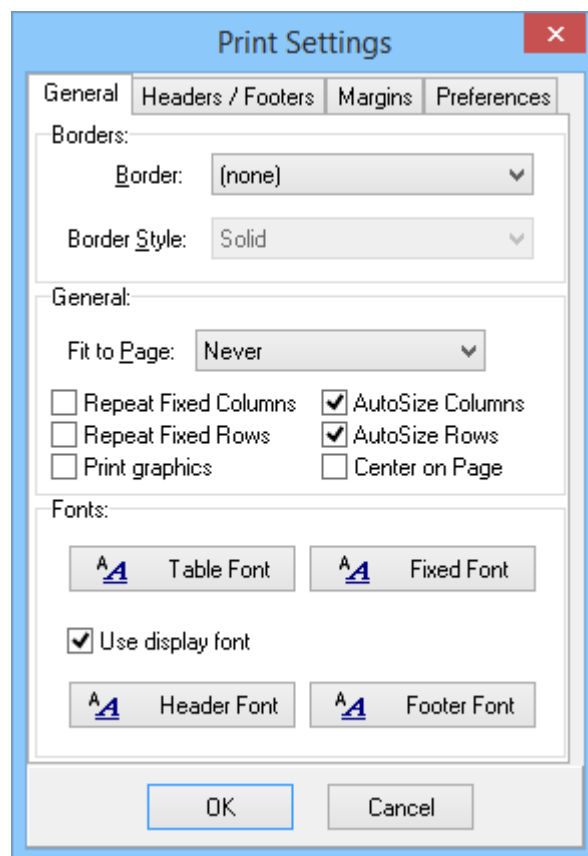 Print Settings
General Headers / Footers Margins Preferences
Borders:
Border: (none)
Border Style: Solid
General:
Fit to Page: Never
Repeat Fixed Columns AutoSize Columns
Repeat Fixed Rows AutoSize Rows
Print graphics Center on Page
Fonts:
Table Font Fixed Font
Use display font
Header Font Footer Font
OK Cancel